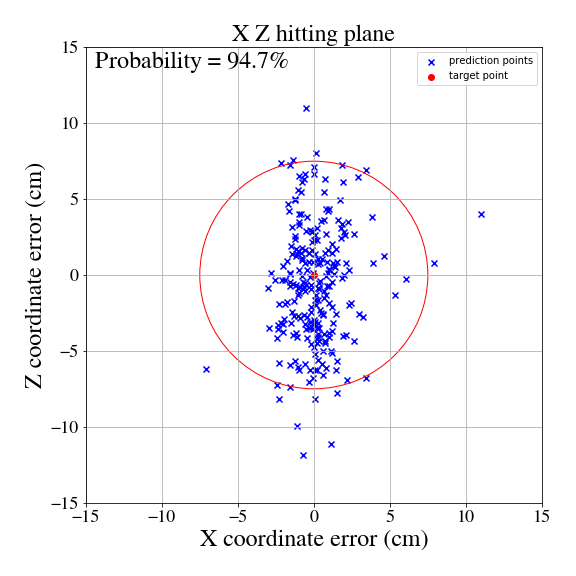 X Z hitting plane
Probability = 94.7%
prediction points
target point
Z coordinate error (cm)
15
10
5
0
−5
−10
−15
−15
−10
−5
0
5
10
15
X coordinate error (cm)